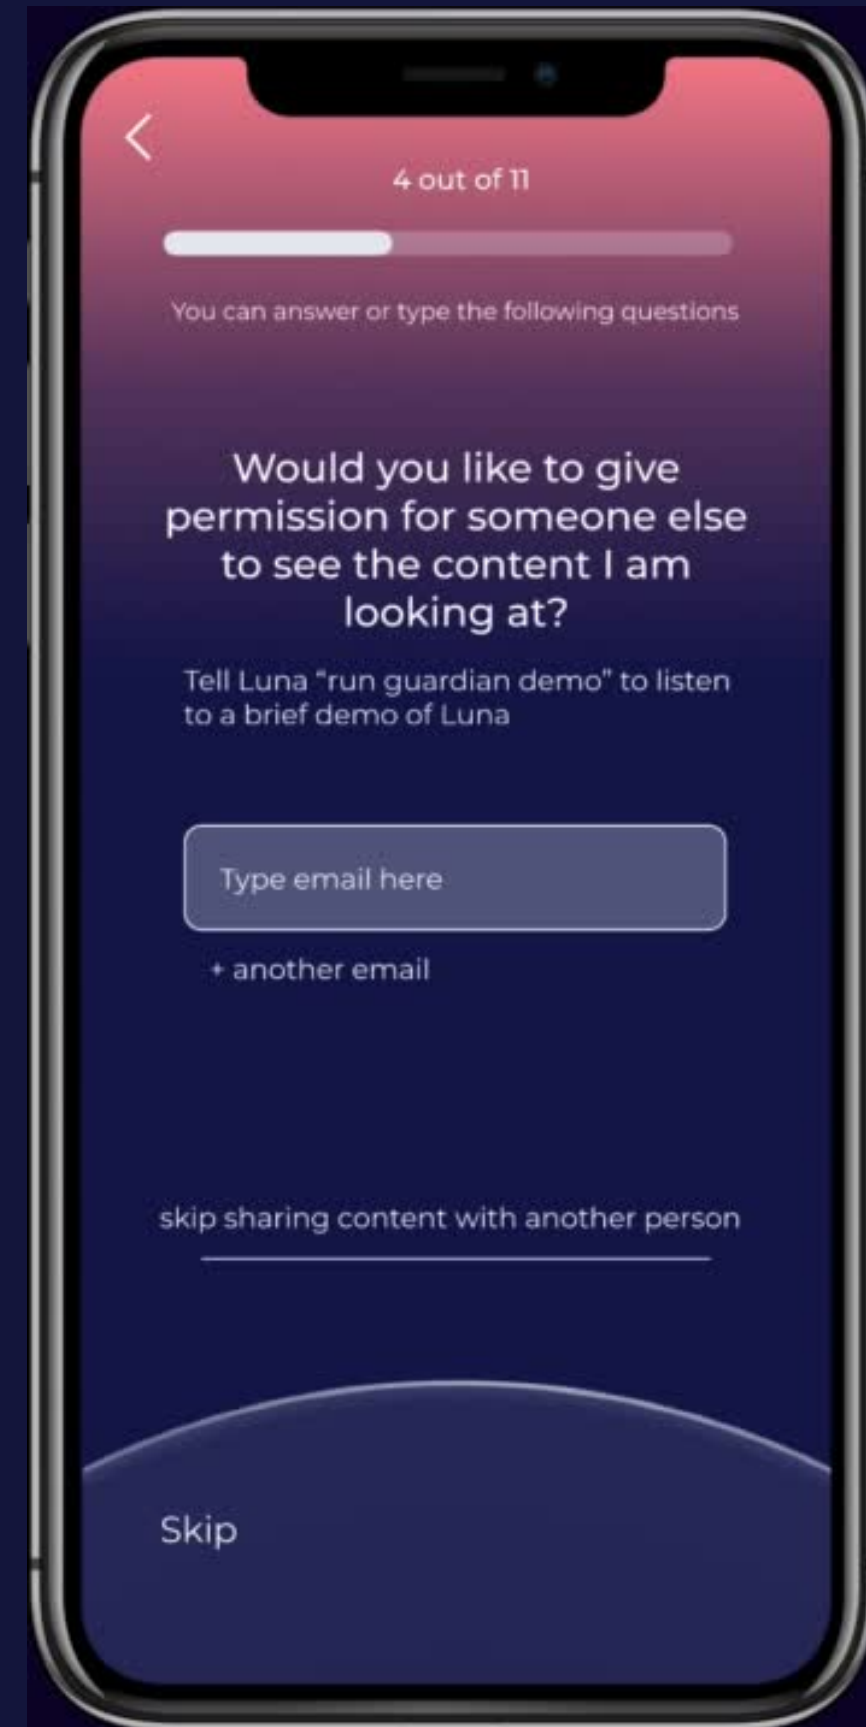 4 out of 11
You can answer or type the following questions
Would you like to give
permission for someone else
to see the content I am
looking at?
Tell Luna “run guardian demo” to listen
to a brief demo of Luna
Type email here
+ another email
skip sharing content with another person
Skip